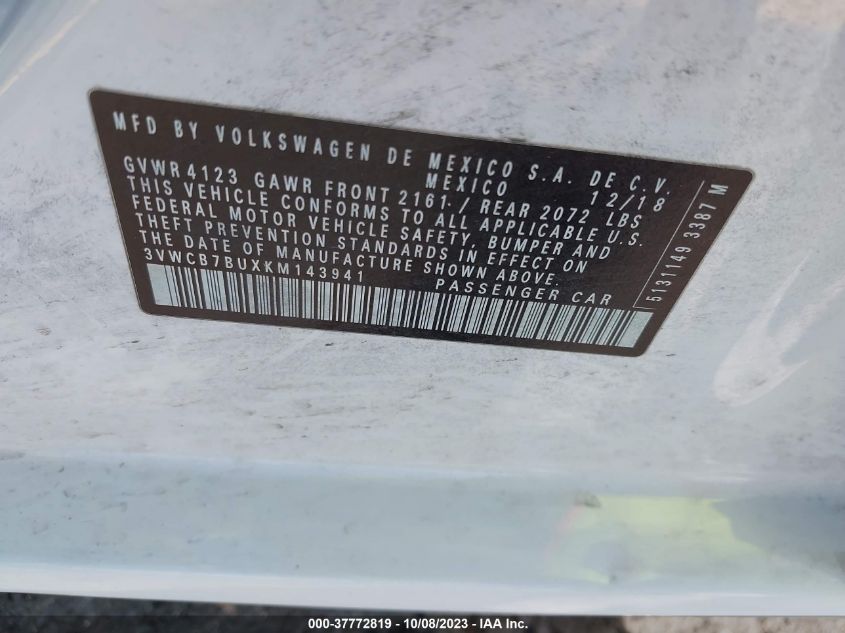 MFD BY VOLKSWAGEN DE MEXICO S.A. DE C.V.
MEXICO 12/18
GVWR 4123 GAWR FRONT 2161./ REAR 2072 LBS
THIS VEHICLE CONFORMS TO ALL APPLICABLE U.S.
FEDERAL MOTOR VEHICLE SAFETY, BUMPER AND
THEFT PREVENTION STANDARDS IN EFFECT ON
THE DATE OF MANUFACTURE SHOWN ABOVE.
3VWCB7BUXKM143941 PASSENGER CAR
5131149 3387 M
000-37772819 - 10/08/2023 - IAA Inc.